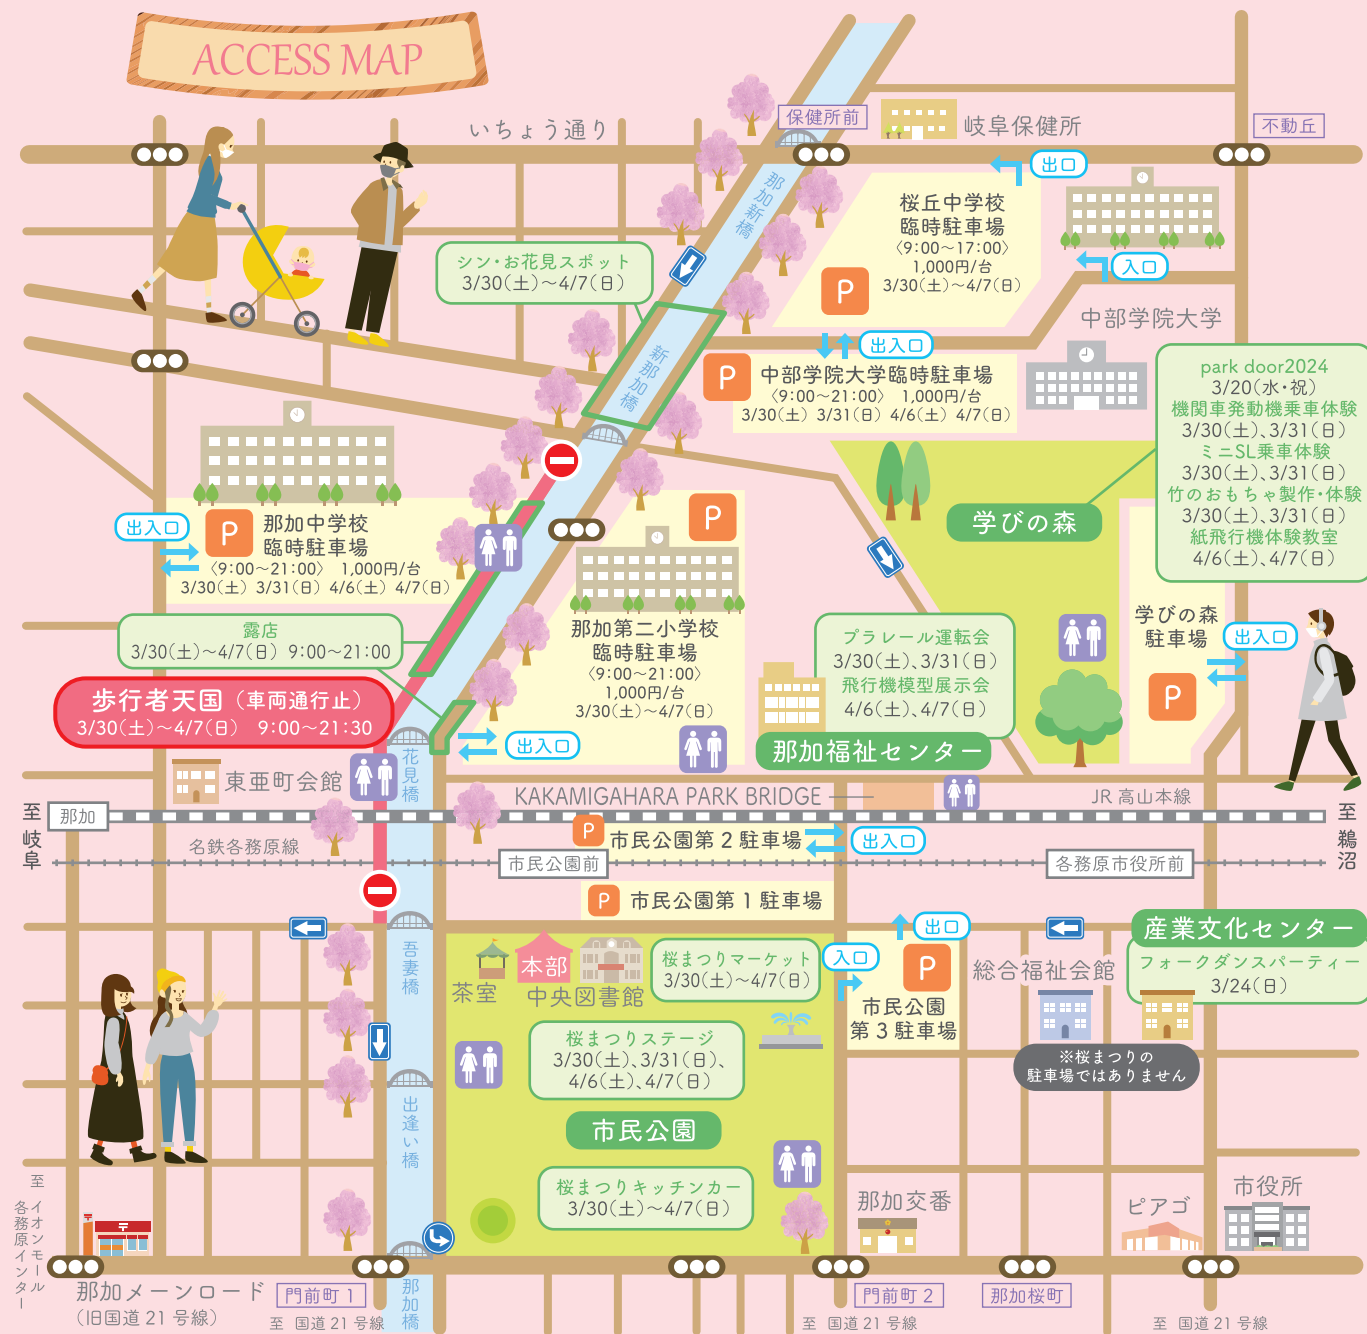 ACCESS MAP
いちょう通り
保健所前
岐阜保健所
不動丘
出口
那加新橋
桜丘中学校
臨時駐車場
〈9:00〜17:00〉
1,000円/台
3/30(土)〜4/7(日)
P
入口
中部学院大学
シン・お花見スポット
3/30(土)〜4/7(日)
新那加橋
出入口
P
中部学院大学臨時駐車場
〈9:00〜21:00〉 1,000円/台
3/30(土) 3/31(日) 4/6(土) 4/7(日)
park door2024
3/20(水・祝)
機関車発動機乗車体験
3/30(土)、3/31(日)
ミニSL乗車体験
3/30(土)、3/31(日)
竹のおもちゃ製作・体験
3/30(土)、3/31(日)
紙飛行機体験教室
4/6(土)、4/7(日)
学びの森
出入口
P
那加中学校
臨時駐車場
〈9:00〜21:00〉 1,000円/台
3/30(土) 3/31(日) 4/6(土) 4/7(日)
P
那加第二小学校
臨時駐車場
〈9:00〜21:00〉
1,000円/台
3/30(土)〜4/7(日)
出入口
露店
3/30(土)〜4/7(日) 9:00〜21:00
歩行者天国(車両通行止)
3/30(土)〜4/7(日) 9:00〜21:30
プラレール運転会
3/30(土)、3/31(日)
飛行機模型展示会
4/6(土)、4/7(日)
那加福祉センター
学びの森
駐車場
P
出入口
花見橋
東亜町会館
KAKAMIGAHARA PARK BRIDGE
JR 高山本線
至 岐阜
那加
至 鵜沼
名鉄各務原線
P
市民公園第 2 駐車場
出入口
市民公園前
各務原市役所前
P
市民公園第 1 駐車場
吾妻橋
茶室
本部
中央図書館
桜まつりマーケット
3/30(土)〜4/7(日)
入口
出口
P
市民公園
第 3 駐車場
総合福祉会館
産業文化センター
フォークダンスパーティー
3/24(日)
※桜まつりの
駐車場ではありません
桜まつりステージ
3/30(土)、3/31(日)、
4/6(土)、4/7(日)
市民公園
出逢い橋
桜まつりキッチンカー
3/30(土)〜4/7(日)
那加交番
ピアゴ
市役所
至
イオンモール
各務原インター
那加メーンロード
(旧国道 21 号線)
門前町 1
那加橋
門前町 2
那加桜町
至 国道 21 号線
至 国道 21 号線
至 国道 21 号線